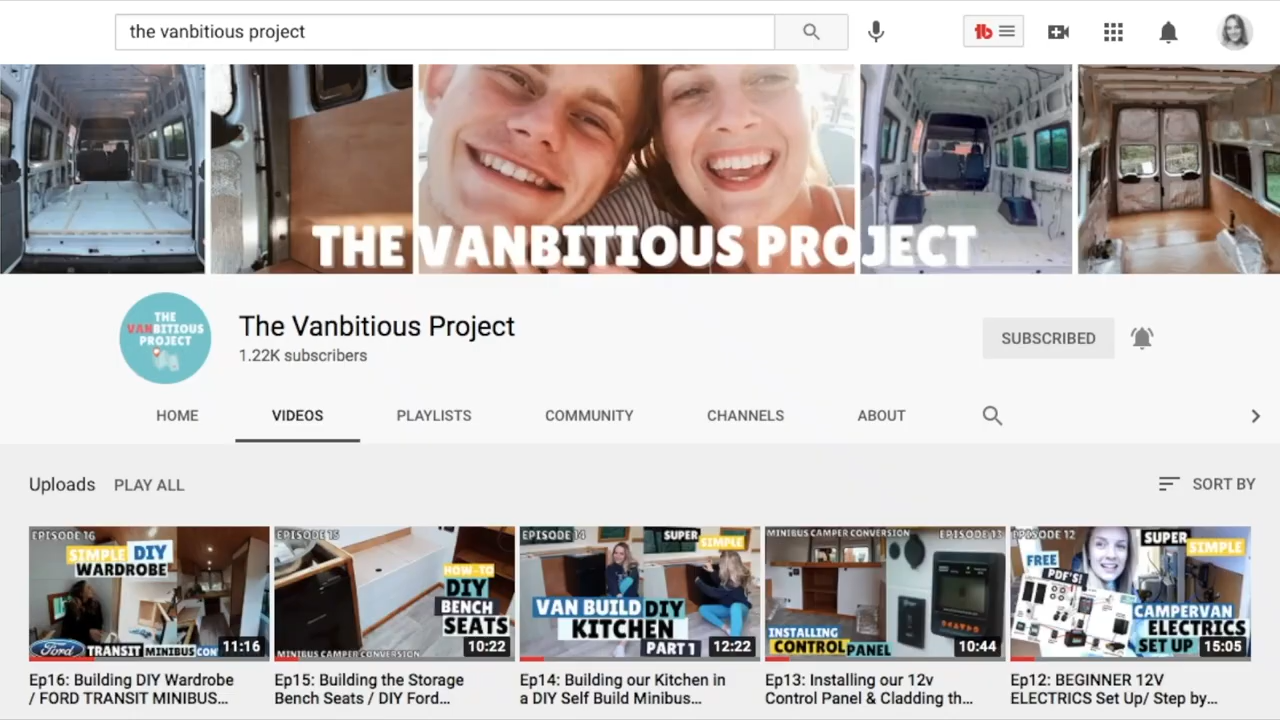 the vanbitious project
THE VANBITIOUS PROJECT
THE
VANBITIOUS
PROJECT
The Vanbitious Project
1.22K subscribers
SUBSCRIBED
HOME VIDEOS PLAYLISTS COMMUNITY CHANNELS ABOUT
Uploads PLAY ALL SORT BY
EPISODE 16
SIMPLE DIY
WARDROBE
Ford TRANSIT MINIBUS CON
11:16
EPISODE 15
HOW-TO
DIY
BENCH
SEATS
MINIBUS CAMPER CONVERSION
10:22
EPISODE 14
SUPER
SIMPLE
VAN BUILD DIY
KITCHEN
PART 1
12:22
MINIBUS CAMPER CONVERSION EPISODE 13
INSTALLING
CONTROL PANEL
10:44
EPISODE 12
SUPER
SIMPLE
FREE
PDF'S!
CAMPERVAN
ELECTRICS
SET UP
15:05
Ep16: Building DIY Wardrobe
/ FORD TRANSIT MINIBUS...
Ep15: Building the Storage
Bench Seats / DIY Ford...
Ep14: Building our Kitchen in
a DIY Self Build Minibus...
Ep13: Installing our 12v
Control Panel & Cladding th...
Ep12: BEGINNER 12V
ELECTRICS Set Up/ Step by...